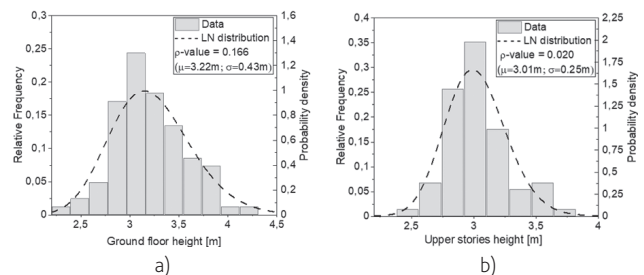 0,3
0,25
0,2
0,15
0,1
0,05
0
Relative Frequency
2,5 3 3,5 4 4,5
Ground floor height [m]
1,6
1,4
1,2
1,0
0,8
0,6
0,4
0,2
0,0
Probability density
Data
LN distribution
ρ-value = 0.166
(μ=3.22m; σ=0.43m)
a)
0,4
0,35
0,3
0,25
0,2
0,15
0,1
0,05
0
Relative Frequency
2,5 3 3,5 4
Upper stories height [m]
2,25
2
1,75
1,5
1,25
1
0,75
0,5
0,25
0
Probability density
Data
LN distribution
ρ-value = 0.020
(μ=3.01m; σ=0.25m)
b)